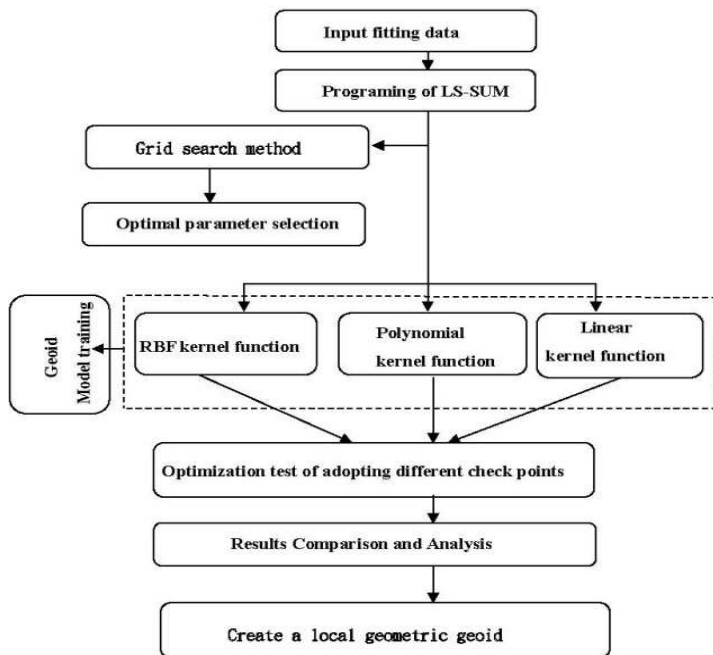 Input fitting data
Programing of LS-SUM
Grid search method
Optimal parameter selection
Geoid
Model training
RBF kernel function
Polynomial
kernel function
Linear
kernel function
Optimization test of adopting different check points
Results Comparison and Analysis
Create a local geometric geoid